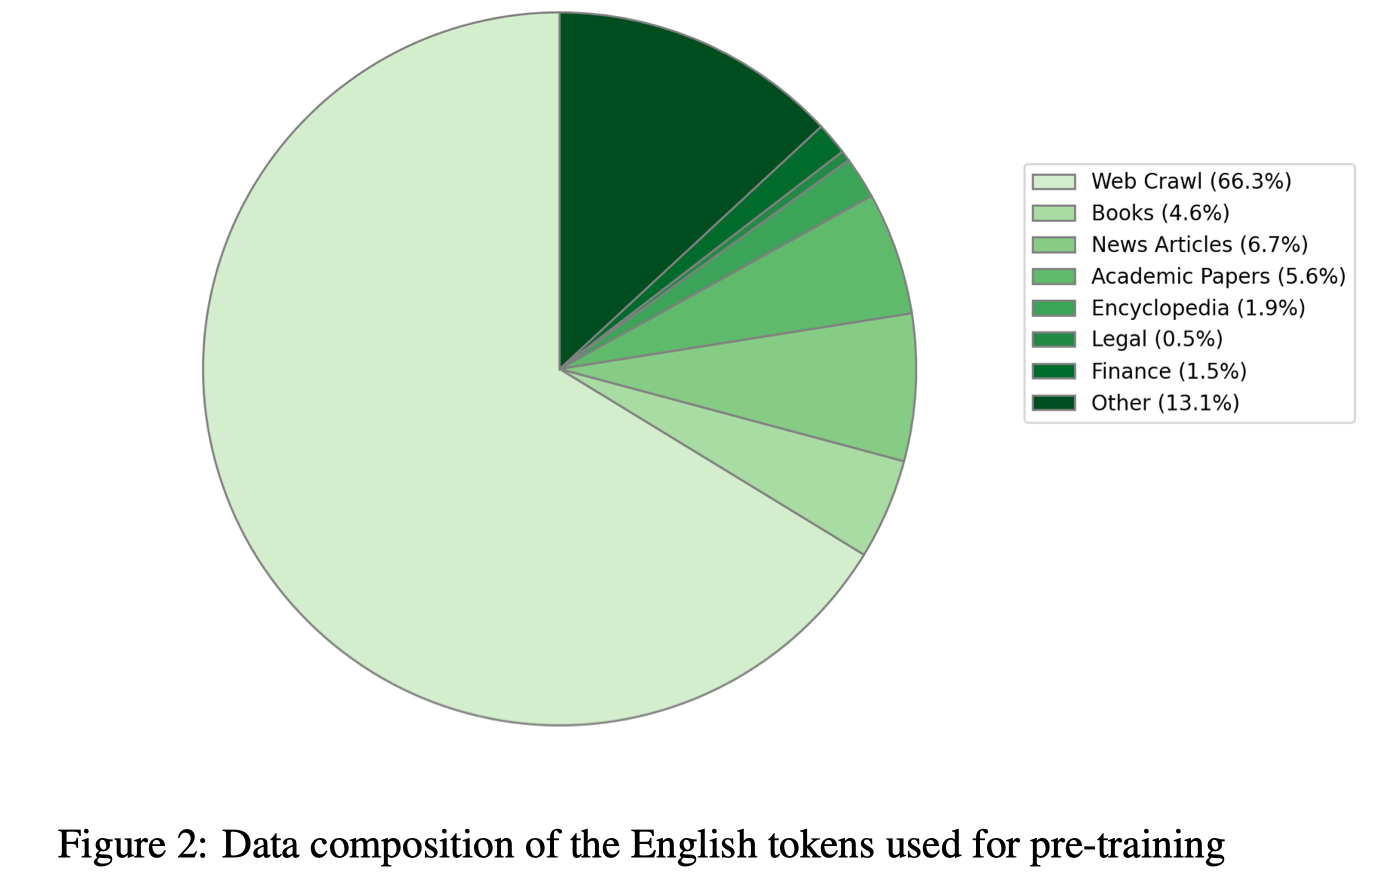 Web Crawl (66.3%)
Books (4.6%)
News Articles (6.7%)
Academic Papers (5.6%)
Encyclopedia (1.9%)
Legal (0.5%)
Finance (1.5%)
Other (13.1%)
Figure 2: Data composition of the English tokens used for pre-training